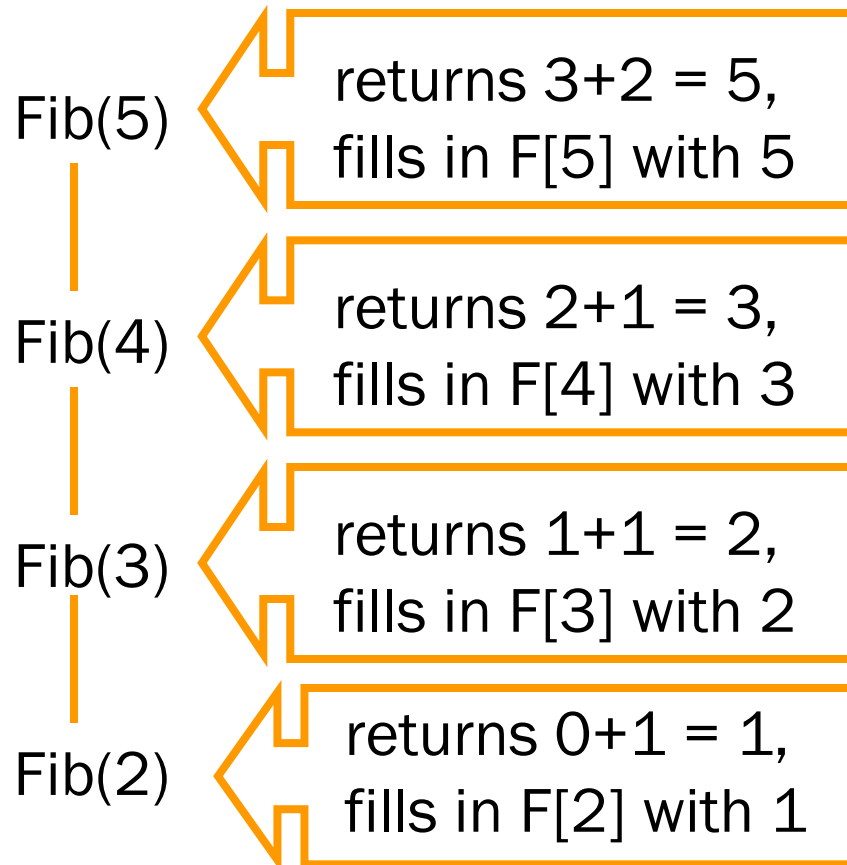 Fib(5)
returns 3+2 = 5,
fills in F[5] with 5
Fib(4)
returns 2+1 = 3,
fills in F[4] with 3
Fib(3)
returns 1+1 = 2,
fills in F[3] with 2
Fib(2)
returns 0+1 = 1,
fills in F[2] with 1